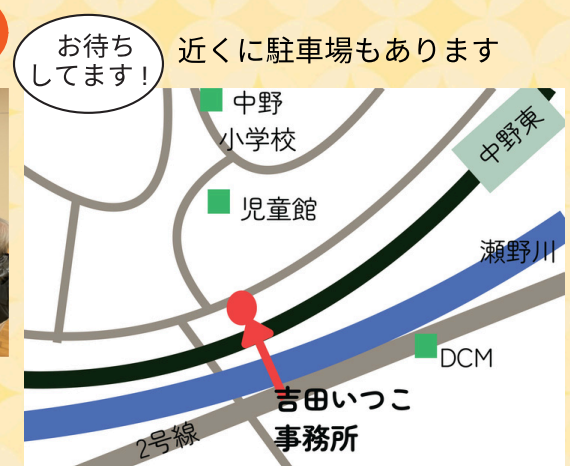 お待ち
してます!
近くに駐車場もあります
中野
小学校
中野東
児童館
瀬野川
DCM
吉田いつこ
事務所
2号線